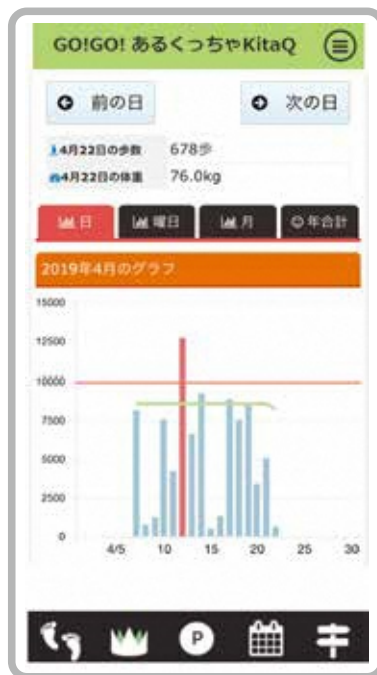 GO!GO! あるくっちゃKitaQ
前の日
次の日
4月22日の歩数 678歩
4月22日の体重 76.0kg
日 曜日 月 年合計
2019年4月のグラフ
15000
12500
10000
7500
5000
2500
0
4/5 10 15 20 25 30
P